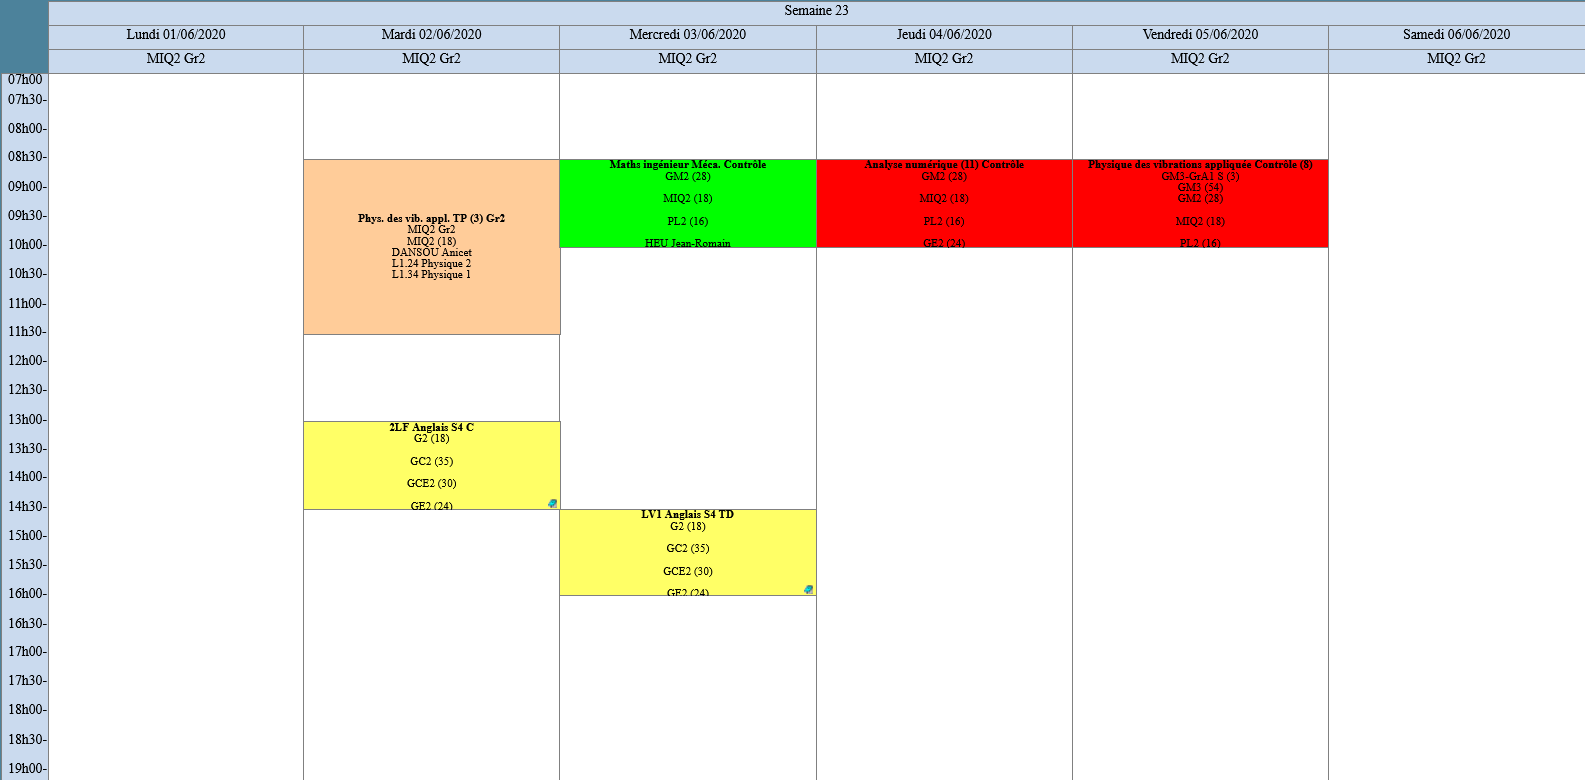 Semaine 23
Lundi 01/06/2020
Mardi 02/06/2020
Mercredi 03/06/2020
Jeudi 04/06/2020
Vendredi 05/06/2020
Samedi 06/06/2020
MIQ2 Gr2
MIQ2 Gr2
MIQ2 Gr2
MIQ2 Gr2
MIQ2 Gr2
MIQ2 Gr2
07h00
07h30-
08h00-
08h30-
09h00-
09h30-
10h00-
10h30-
11h00-
11h30-
12h00-
12h30-
13h00-
13h30-
14h00-
14h30-
15h00-
15h30-
16h00-
16h30-
17h00-
17h30-
18h00-
18h30-
19h00-
Phys. des vib. appl. TP (3) Gr2
MIQ2 Gr2
MIQ2 (18)
DANSOU Anicet
L1.24 Physique 2
L1.34 Physique 1
2LF Anglais S4 C
G2 (18)
GC2 (35)
GCE2 (30)
GE2 (24)
Maths ingénieur Méca. Contrôle
GM2 (28)
MIQ2 (18)
PL2 (16)
HEU Jean-Romain
LV1 Anglais S4 TD
G2 (18)
GC2 (35)
GCE2 (30)
GE2 (24)
Analyse numérique (11) Contrôle
GM2 (28)
MIQ2 (18)
PL2 (16)
GE2 (24)
Physique des vibrations appliquée Contrôle (8)
GM3-GrA1 S (3)
GM3 (54)
GM2 (28)
MIQ2 (18)
PL2 (16)